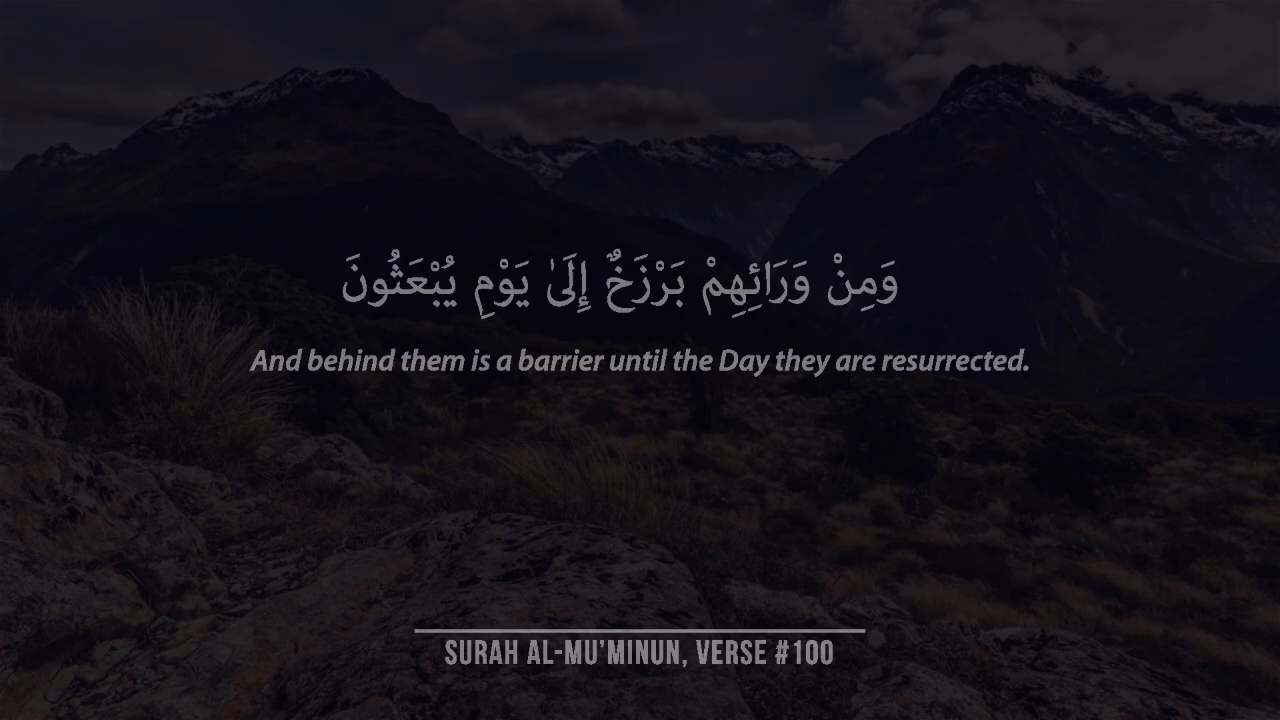 وَمِنْ وَرَائِهِمْ بَرْزَخٌ إِلَىٰ يَوْمِ يُبْعَثُونَ
And behind them is a barrier until the Day they are resurrected.
SURAH AL-MU’MINUN, VERSE #100